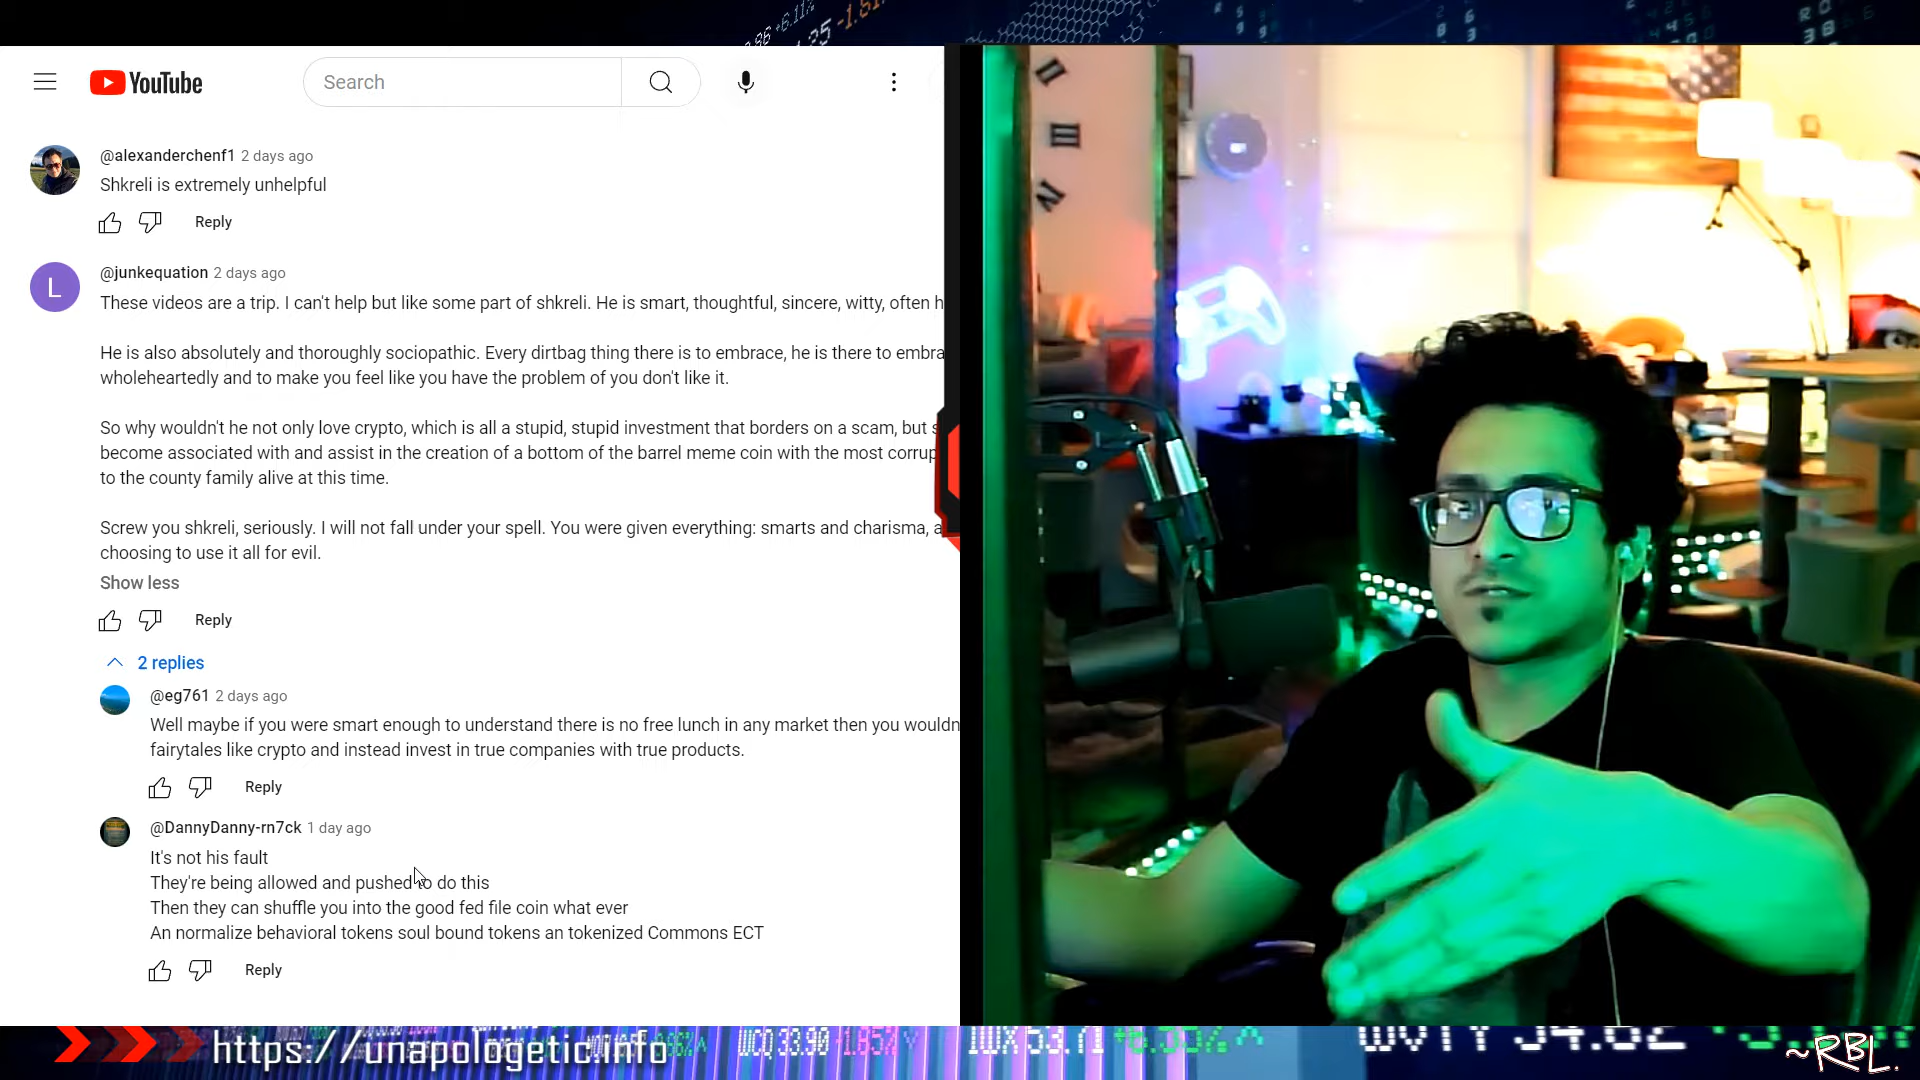 YouTube
Search
@alexanderchenf1 2 days ago
Shkreli is extremely unhelpful
Reply
L
@junkequation 2 days ago
These videos are a trip. I can't help but like some part of shkreli. He is smart, thoughtful, sincere, witty, often h
He is also absolutely and thoroughly sociopathic. Every dirtbag thing there is to embrace, he is there to embra
wholeheartedly and to make you feel like you have the problem of you don't like it.
So why wouldn't he not only love crypto, which is all a stupid, stupid investment that borders on a scam, but s
become associated with and assist in the creation of a bottom of the barrel meme coin with the most corrup
to the county family alive at this time.
Screw you shkreli, seriously. I will not fall under your spell. You were given everything: smarts and charisma, a
choosing to use it all for evil.
Show less
Reply
2 replies
@eg761 2 days ago
Well maybe if you were smart enough to understand there is no free lunch in any market then you wouldn
fairytales like crypto and instead invest in true companies with true products.
Reply
@DannyDanny-rn7ck 1 day ago
It's not his fault
They're being allowed and pushed to do this
Then they can shuffle you into the good fed file coin what ever
An normalize behavioral tokens soul bound tokens an tokenized Commons ECT
Reply
https://unapologetic.info
~RBL.